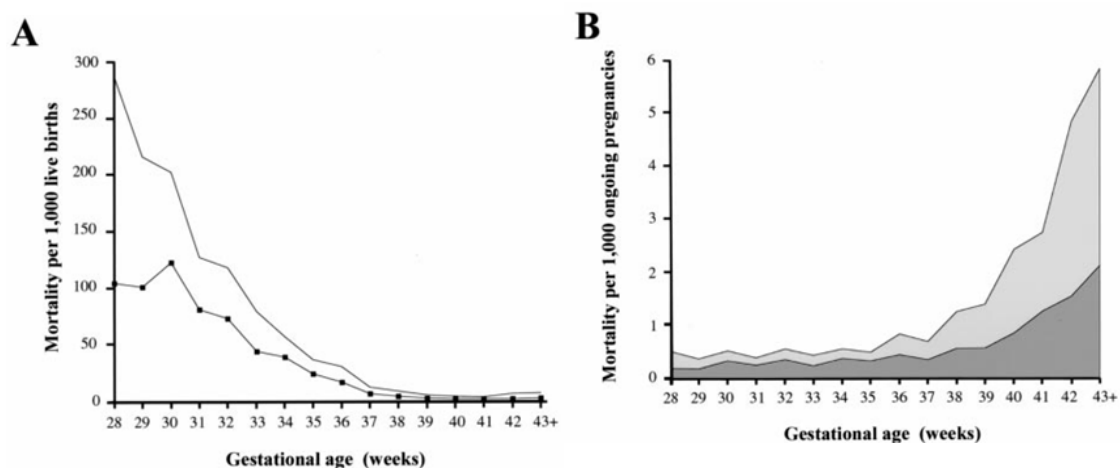 A
Mortality per 1,000 live births
300
250
200
150
100
50
0
28 29 30 31 32 33 34 35 36 37 38 39 40 41 42 43+
Gestational age (weeks)
B
Mortality per 1,000 ongoing pregnancies
6
5
4
3
2
1
0
28 29 30 31 32 33 34 35 36 37 38 39 40 41 42 43+
Gestational age (weeks)